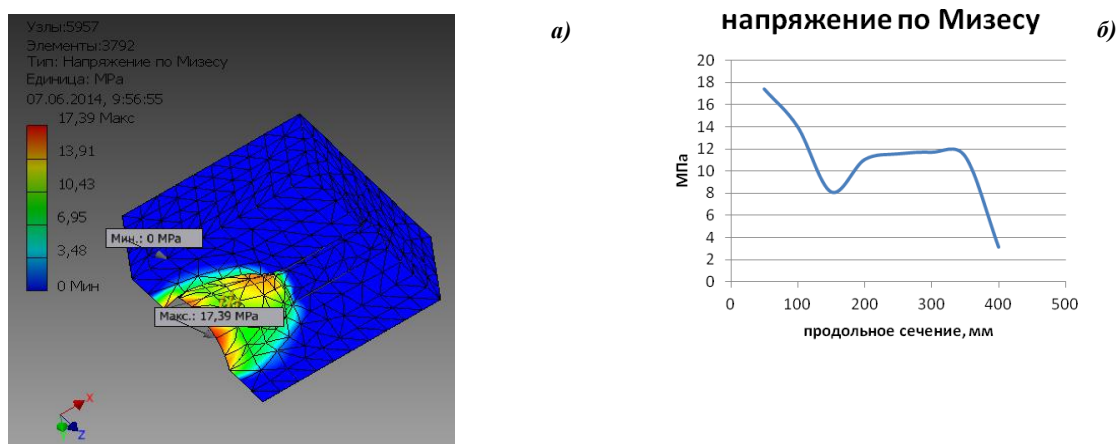 Узлы:5957
Элементы:3792
Тип: Напряжение по Мизесу
Единица: MPa
07.06.2014, 9:56:55
17,39 Макс
13,91
10,43
6,95
3,48
0 Мин
Мин.: 0 MPa
Макс.: 17,39 MPa
X
Z
а)
напряжение по Мизесу
б)
20
18
16
14
12
10
8
6
4
2
0
МПа
0 100 200 300 400 500
продольное сечение, мм